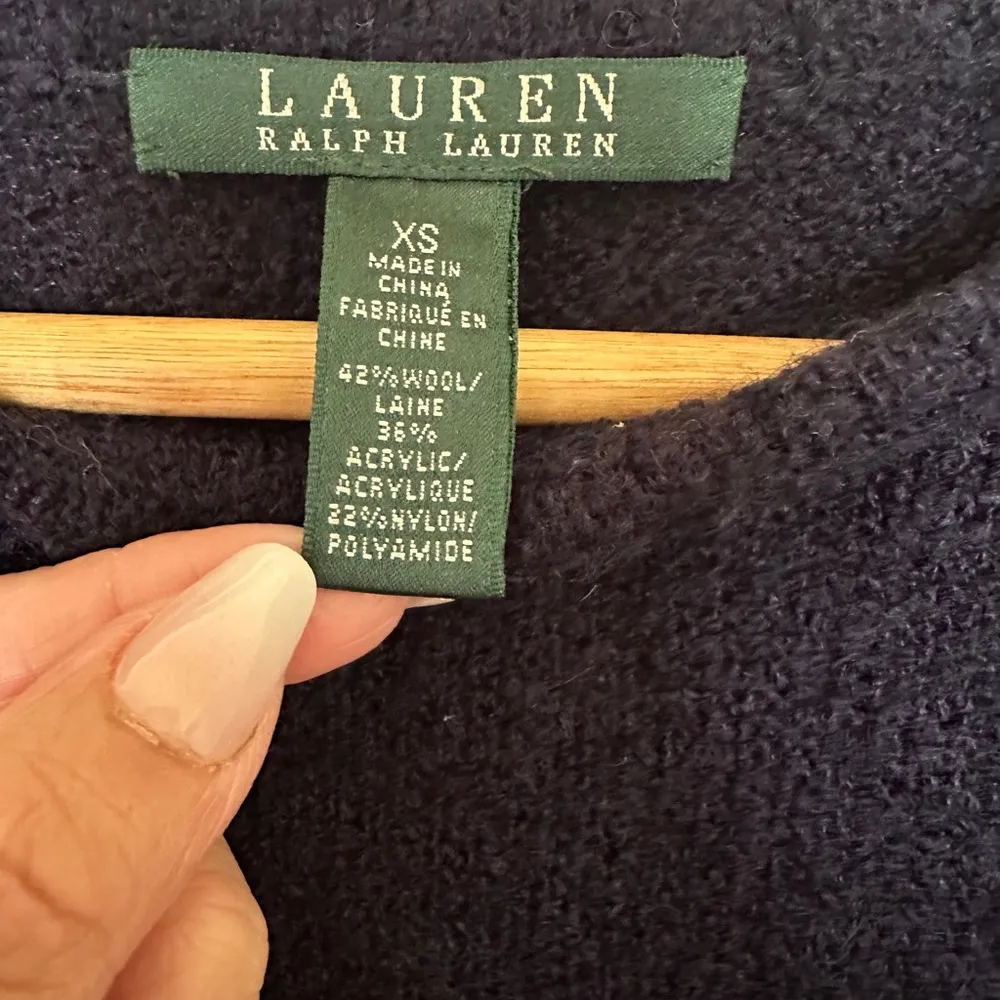 LAUREN
RALPH LAUREN
XS
MADE IN
CHINA
FABRIQUÉ EN
CHINE
42% WOOL/
LAINE
36%
ACRYLIC/
ACRYLIQUE
22% NYLON/
POLYAMIDE